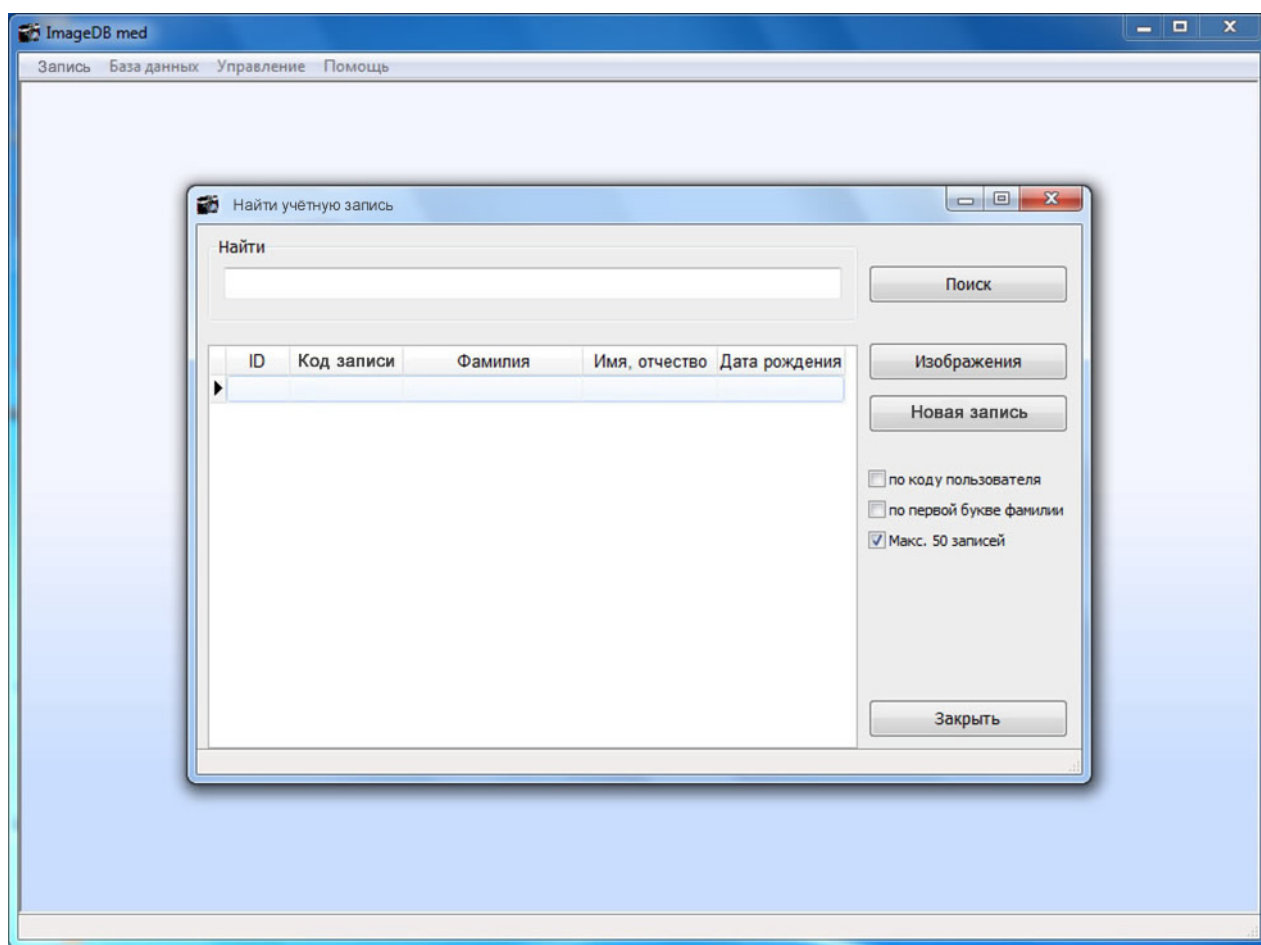 ImageDB med
Запись База данных Управление Помощь
Найти учётную запись
Найти
Поиск
ID Код записи Фамилия Имя, отчество Дата рождения
Изображения
Новая запись
по коду пользователя
по первой букве фамилии
Макс. 50 записей
Закрыть